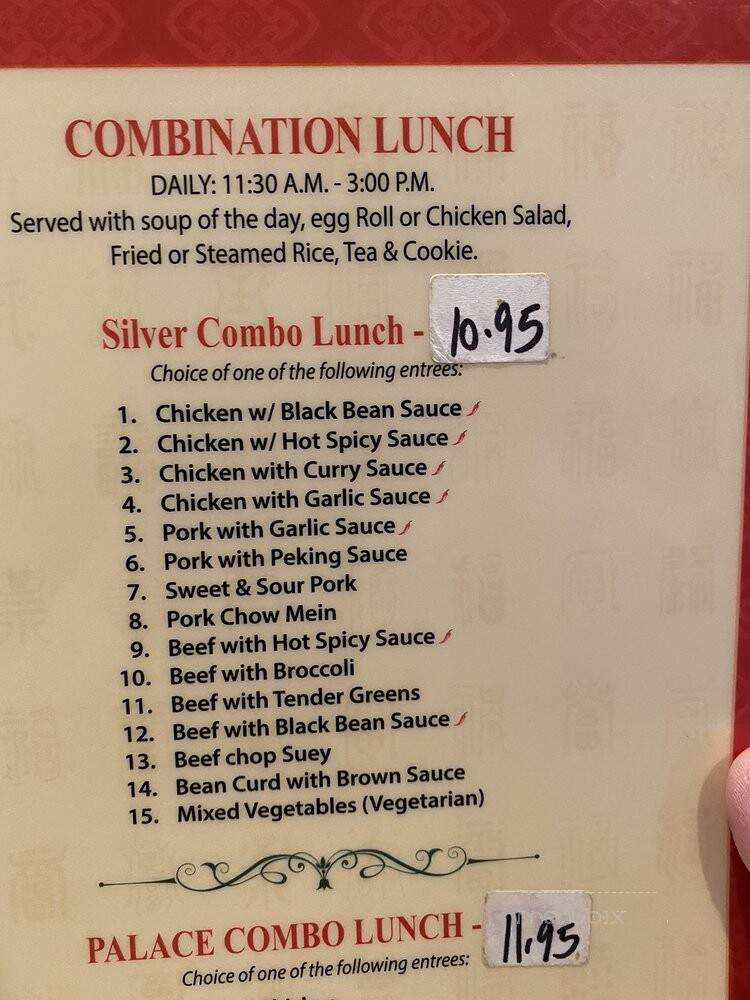 COMBINATION LUNCH
DAILY: 11:30 A.M. - 3:00 P.M.
Served with soup of the day, egg Roll or Chicken Salad,
Fried or Steamed Rice, Tea & Cookie.
Silver Combo Lunch - 10.95
Choice of one of the following entrees:
1. Chicken w/ Black Bean Sauce
2. Chicken w/ Hot Spicy Sauce
3. Chicken with Curry Sauce
4. Chicken with Garlic Sauce
5. Pork with Garlic Sauce
6. Pork with Peking Sauce
7. Sweet & Sour Pork
8. Pork Chow Mein
9. Beef with Hot Spicy Sauce
10. Beef with Broccoli
11. Beef with Tender Greens
12. Beef with Black Bean Sauce
13. Beef chop Suey
14. Bean Curd with Brown Sauce
15. Mixed Vegetables (Vegetarian)
PALACE COMBO LUNCH - 11.95
Choice of one of the following entrees: